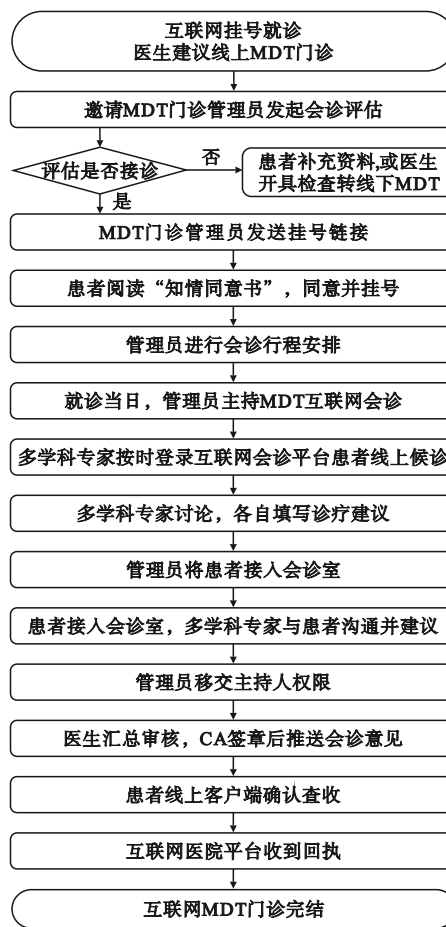 互联网挂号就诊
医生建议线上MDT门诊
邀请MDT门诊管理员发起会诊评估
评估是否接诊
否
患者补充资料,或医生
开具检查转线下MDT
是
MDT门诊管理员发送挂号链接
患者阅读“知情同意书”，同意并挂号
管理员进行会诊行程安排
就诊当日，管理员主持MDT互联网会诊
多学科专家按时登录互联网会诊平台患者线上候诊
多学科专家讨论，各自填写诊疗建议
管理员将患者接入会诊室
患者接入会诊室，多学科专家与患者沟通并建议
管理员移交主持人权限
医生汇总审核，CA签章后推送会诊意见
患者线上客户端确认查收
互联网医院平台收到回执
互联网MDT门诊完结